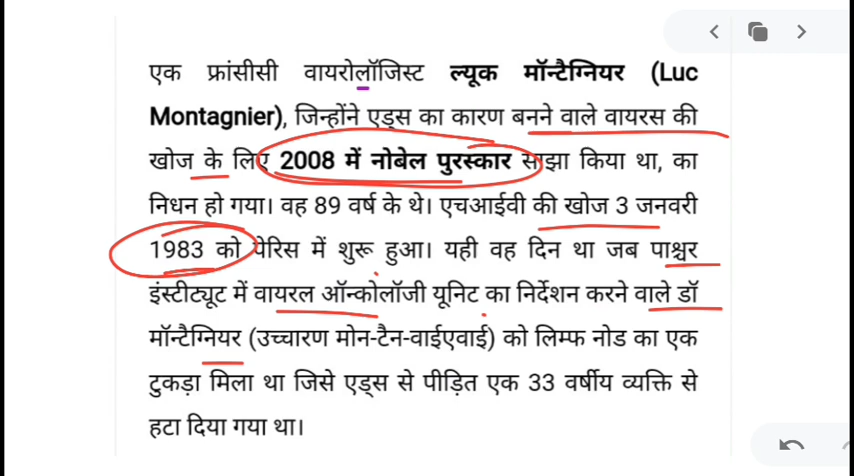 एक फ्रांसीसी वायरोलॉजिस्ट ल्यूक मॉन्टैग्नियर (Luc
Montagnier), जिन्होंने एड्स का कारण बनने वाले वायरस की
खोज के लिए 2008 में नोबेल पुरस्कार साझा किया था, का
निधन हो गया। वह 89 वर्ष के थे। एचआईवी की खोज 3 जनवरी
1983 को पेरिस में शुरू हुआ। यही वह दिन था जब पाश्चर
इंस्टीट्यूट में वायरल ऑन्कोलॉजी यूनिट का निर्देशन करने वाले डॉ
मॉन्टैग्नियर (उच्चारण मोन-टैन-वाईएवाई) को लिम्फ नोड का एक
टुकड़ा मिला था जिसे एड्स से पीड़ित एक 33 वर्षीय व्यक्ति से
हटा दिया गया था।